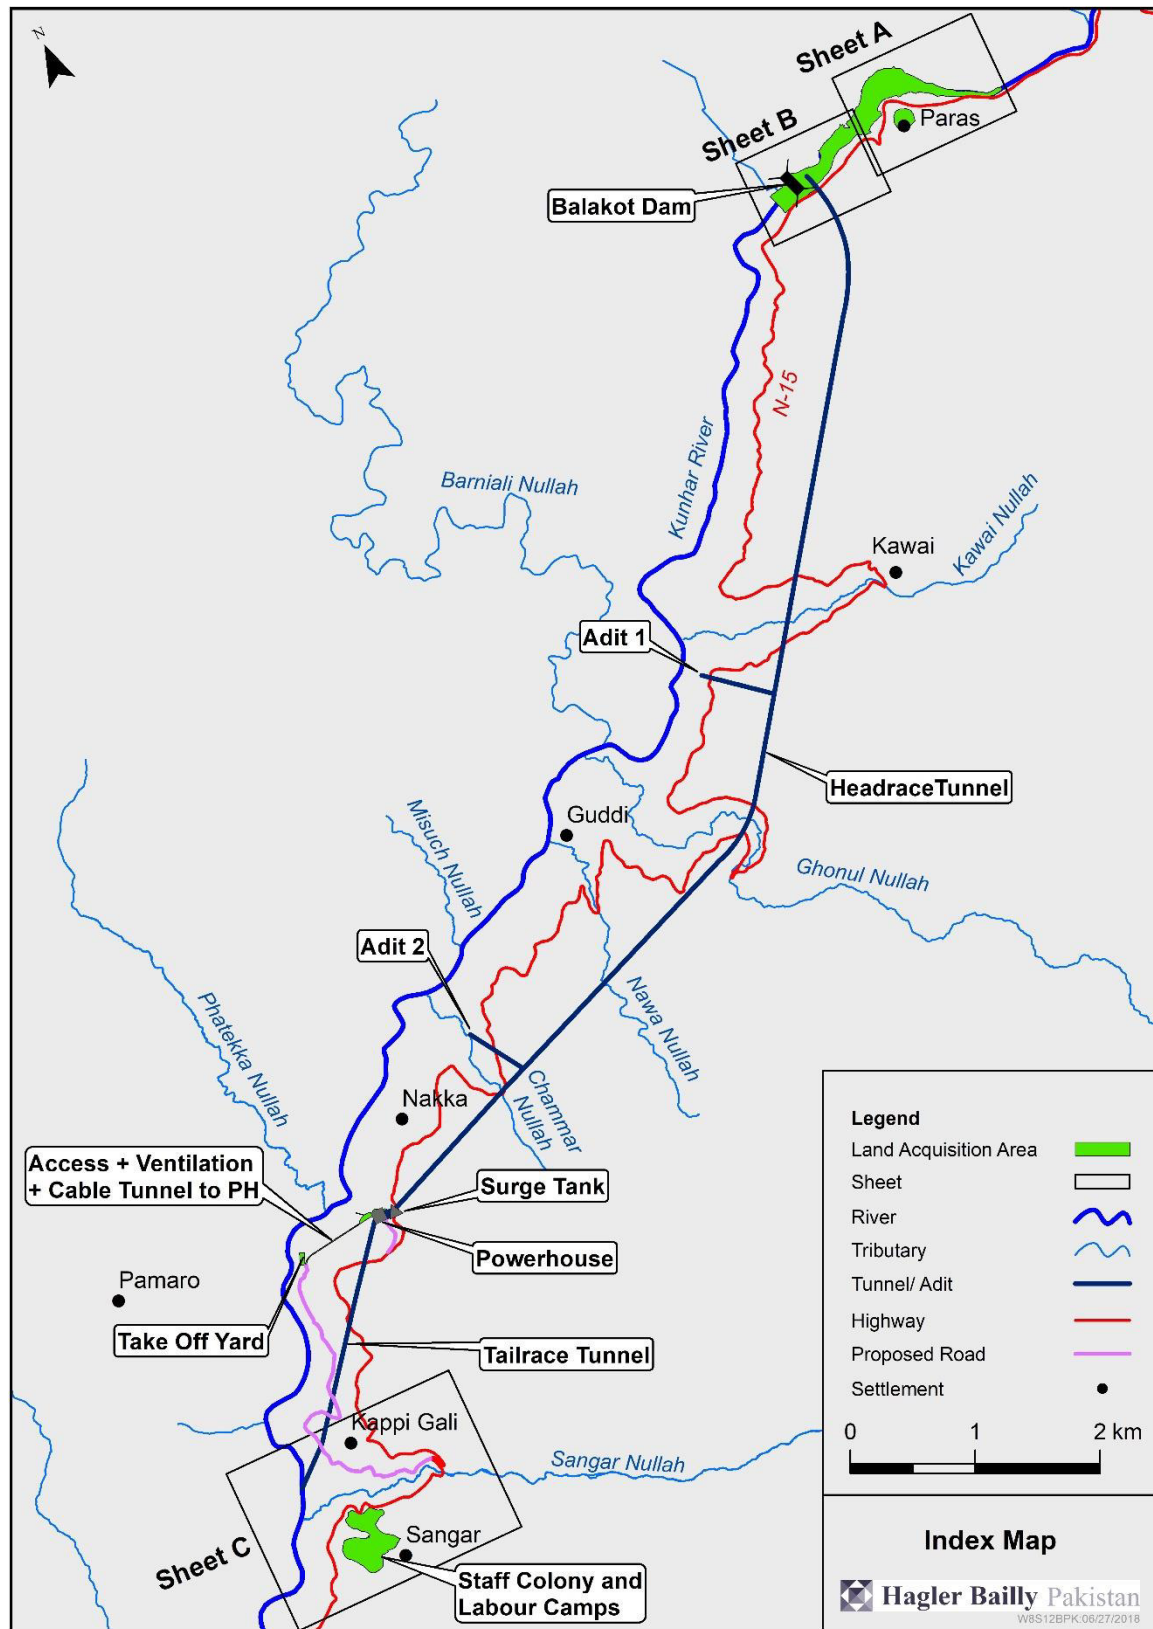 N
Sheet A
Paras
Sheet B
Balakot Dam
N-15
Kunhar River
Barniali Nullah
Kawai
Kawai Nullah
Adit 1
HeadraceTunnel
Guddi
Misuch Nullah
Ghonul Nullah
Adit 2
Nawa Nullah
Phatekka Nullah
Chammar
Nullah
Nakka
Access + Ventilation
+ Cable Tunnel to PH
Surge Tank
Powerhouse
Pamaro
Take Off Yard
Tailrace Tunnel
Kappi Gali
Sangar Nullah
Sheet C
Sangar
Staff Colony and
Labour Camps
Legend
Land Acquisition Area
Sheet
River
Tributary
Tunnel/ Adit
Highway
Proposed Road
Settlement
0 1 2 km
Index Map
Hagler Bailly Pakistan
W8S12BPK:06/27/2018